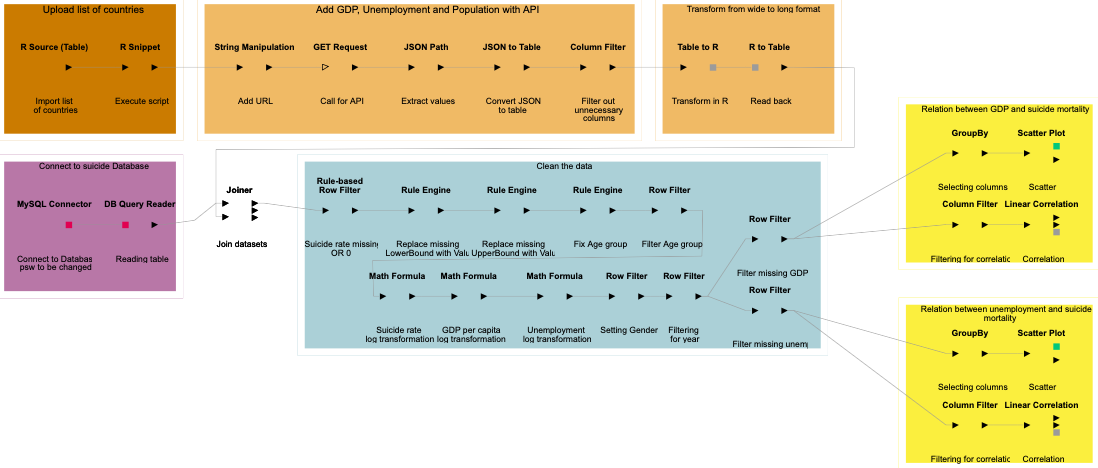 Upload list of countries
R Source (Table)
R Snippet
Import list
of countries
Execute script
Add GDP, Unemployment and Population with API
String Manipulation
GET Request
JSON Path
JSON to Table
Column Filter
Add URL
Call for API
Extract values
Convert JSON
to table
Filter out
unnecessary
columns
Transform from wide to long format
Table to R
R to Table
Transform in R
Read back
Connect to suicide Database
MySQL Connector
DB Query Reader
Connect to Databas
psw to be changed
Reading table
Joiner
Join datasets
Clean the data
Rule-based
Row Filter
Rule Engine
Rule Engine
Rule Engine
Row Filter
Suicide rate missing
OR 0
Replace missing
LowerBound with Valu
Replace missing
UpperBound with Valu
Fix Age group
Filter Age group
Math Formula
Math Formula
Math Formula
Row Filter
Row Filter
Suicide rate
log transformation
GDP per capita
log transformation
Unemployment
log transformation
Setting Gender
Filtering
for year
Row Filter
Filter missing GDP
Row Filter
Filter missing unem
Relation between GDP and suicide mortality
GroupBy
Scatter Plot
Selecting columns
Scatter
Column Filter
Linear Correlation
Filtering for correlatic
Correlation
Relation between unemployment and suicide
mortality
GroupBy
Scatter Plot
Selecting columns
Scatter
Column Filter
Linear Correlation
Filtering for correlatic
Correlation